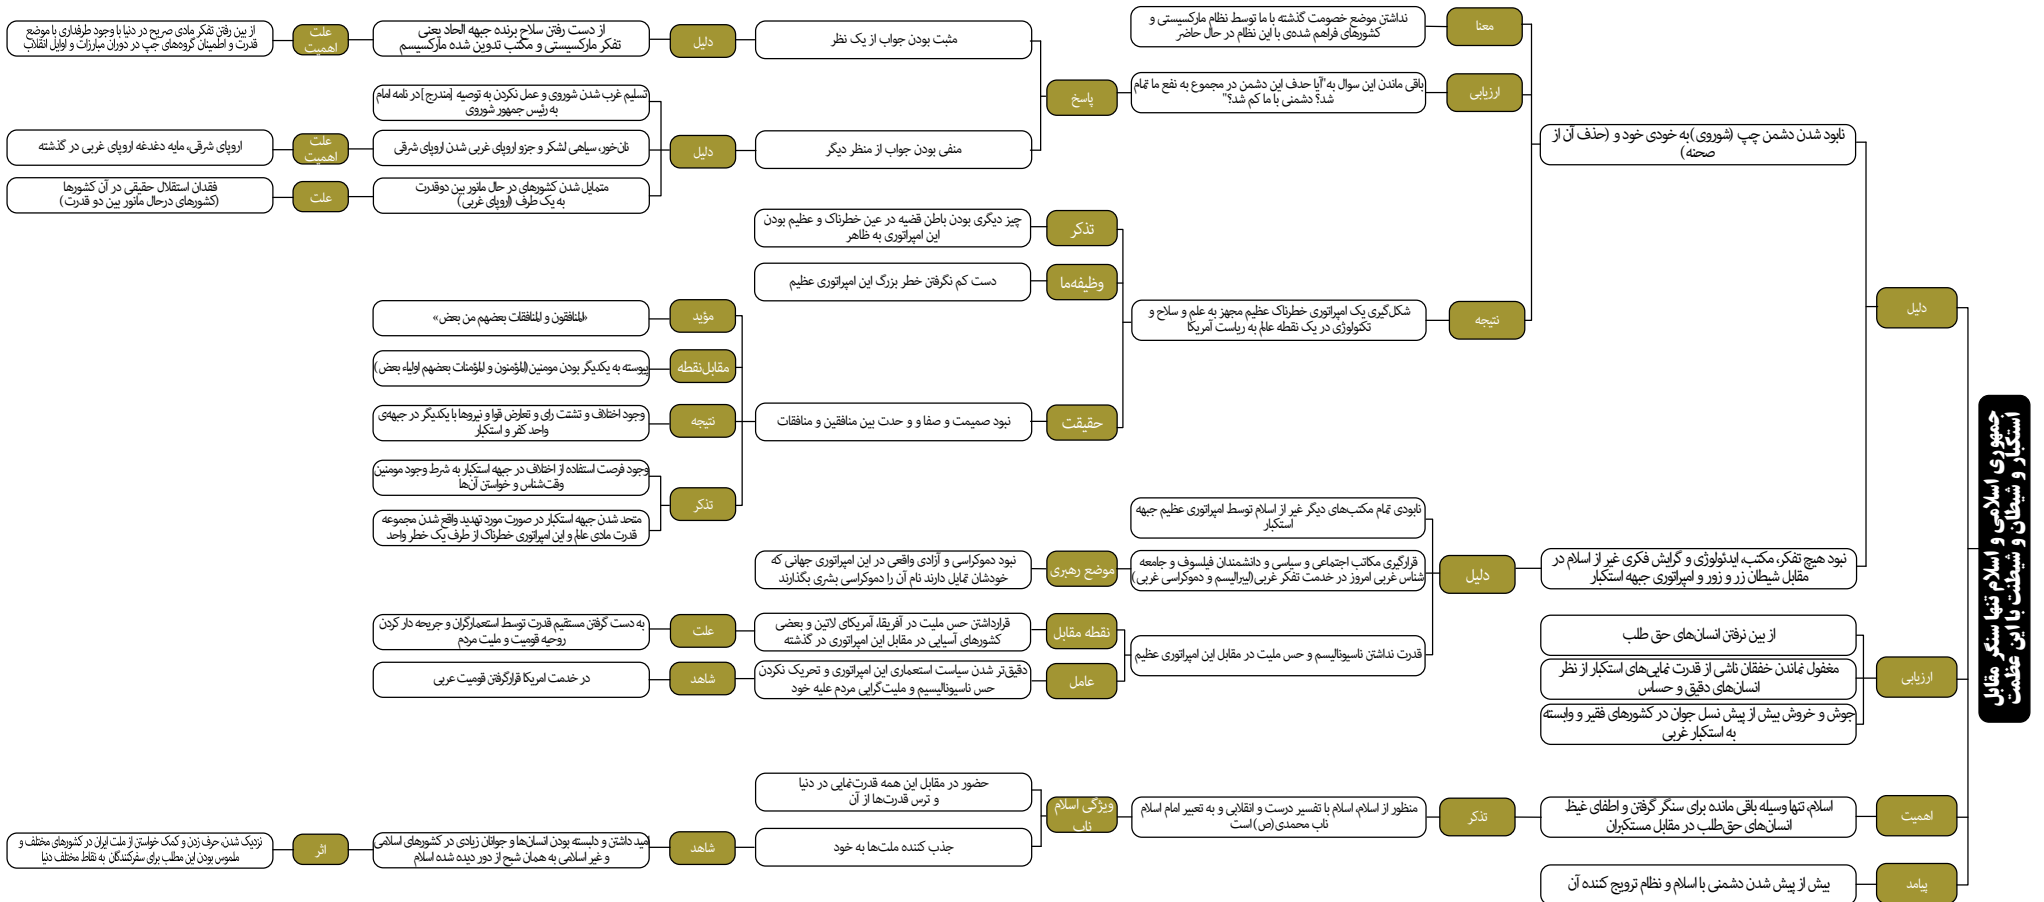 جمهوری اسلامی و اسلام تنها سنگر مقابل
استکبار و شیطان و شیطنت با این عظمت
دلیل
نابود شدن دشمن چپ (شوروی)به خودی خود و (حذف آن از
صحنه)
معنا
نداشتن موضع خصومت گذشته با ما توسط نظام مارکسیستی و
کشورهای فراهم شده‌ی با این نظام در حال حاضر
ارزیابی
باقی ماندن این سوال به"آیا حدف این دشمن در مجموع به نفع ما تمام
شد؟ دشمنی با ما کم شد؟"
پاسخ
مثبت بودن جواب از یک نظر
دلیل
از دست رفتن سلاح برنده جبهه الحاد یعنی
تفکر مارکسیستی و مکتب تدوین شده مارکسیسم
علت
اهمیت
از بین رفتن تفکر مادی صریح در دنیا با وجود طرفداری با موضع
قدرت و اطمینان گروه‌های چپ در دوران مبارزات و اوایل انقلاب
منفی بودن جواب از منظر دیگر
دلیل
تسلیم غرب شدن شوروی و عمل نکردن به توصیه [مندرج]در نامه امام
به رئیس جمهور شوروی
نان‌خور، سیاهی لشکر و جزو اروپای غربی شدن اروپای شرقی
علت
اهمیت
اروپای شرقی، مایه دغدغه اروپای غربی در گذشته
متمایل شدن کشورهای در حال مانور بین دوقدرت
به یک طرف (اروپای غربی)
علت
فقدان استقلال حقیقی در آن کشورها
(کشورهای درحال مانور بین دو قدرت)
نتیجه
شکل‌گیری یک امپراتوری خطرناک عظیم مجهز به علم و سلاح و
تکنولوژی در یک نقطه عالم به ریاست آمریکا
تذکر
چیز دیگری بودن باطن قضیه در عین خطرناک و عظیم بودن
این امپراتوری به ظاهر
وظیفه‌ما
دست کم نگرفتن خطر بزرگ این امپراتوری عظیم
حقیقت
نبود صمیمت و صفا و و حدت بین منافقین و منافقات
مؤید
«المنافقون و المنافقات بعضهم من بعض»
مقابل‌نقطه
پیوسته به یکدیگر بودن مومنین(المؤمنون و المؤمنات بعضهم اولیاء بعض)
نتیجه
وجود اختلاف و تشتت رای و تعارض قوا و نیروها با یکدیگر در جبهه‌ی
واحد کفر و استکبار
تذکر
وجود فرصت استفاده از اختلاف در جبهه استکبار به شرط وجود مومنین
وقت‌شناس و خواستن آن‌ها
متحد شدن جبهه استکبار در صورت مورد تهدید واقع شدن مجموعه
قدرت مادی عالم و این امپراتوری خطرناک از طرف یک خطر واحد
نبود هیچ تفکر، مکتب، ایدئولوژی و گرایش فکری غیر از اسلام در
مقابل شیطان زر و زور و امپراتوری جبهه استکبار
دلیل
نابودی تمام مکتب‌های دیگر غیر از اسلام توسط امپراتوری عظیم جبهه
استکبار
قرارگیری مکاتب اجتماعی و سیاسی و دانشمندان فیلسوف و جامعه
شناس غربی امروز در خدمت تفکر غربی(لیبرالیسم و دموکراسی غربی)
موضع رهبری
نبود دموکراسی و آزادی واقعی در این امپراتوری جهانی که
خودشان تمایل دارند نام آن را دموکراسی بشری بگذارند
قدرت نداشتن ناسیونالیسم و حس ملیت در مقابل این امپراتوری عظیم
نقطه مقابل
قرارداشتن حس ملیت در آفریقا، آمریکای لاتین و بعضی
کشورهای آسیایی در مقابل این امپراتوری در گذشته
علت
به دست گرفتن مستقیم قدرت توسط استعمارگران و جریحه دار کردن
روحیه قومیت و ملیت مردم
عامل
دقیق‌تر شدن سیاست استعماری این امپراتوری و تحریک نکردن
حس ناسیونالیسیم و ملیت‌گرایی مردم علیه خود
شاهد
در خدمت امریکا قرارگرفتن قومیت عربی
ارزیابی
از بین نرفتن انسان‌های حق طلب
مغفول نماندن خفقان ناشی از قدرت نمایی‌های استکبار از نظر
انسان‌های دقیق و حساس
جوش و خروش بیش از پیش نسل جوان در کشورهای فقیر و وابسته
به استکبار غربی
اهمیت
اسلام، تنها وسیله باقی مانده برای سنگر گرفتن و اطفای غیظ
انسان‌های حق‌طلب در مقابل مستکبران
تذکر
منظور از اسلام، اسلام با تفسیر درست و انقلابی و به تعبیر امام اسلام
ناب محمدی(ص)است
ویژگی اسلام
ناب
حضور در مقابل این همه قدرت‌نمایی در دنیا
و ترس قدرت‌ها از آن
جذب کننده ملت‌ها به خود
شاهد
امید داشتن و دلبسته بودن انسان‌ها و جوانان زیادی در کشورهای اسلامی
و غیر اسلامی به همان شبح از دور دیده شده اسلام
اثر
نزدیک شدن، حرف زدن و کمک خواستن از ملت ایران در کشورهای مختلف و
ملموس بودن این مطلب برای سفرکنندگان به نقاط مختلف دنیا
پیامد
بیش از پیش شدن دشمنی با اسلام و نظام ترویج کننده آن